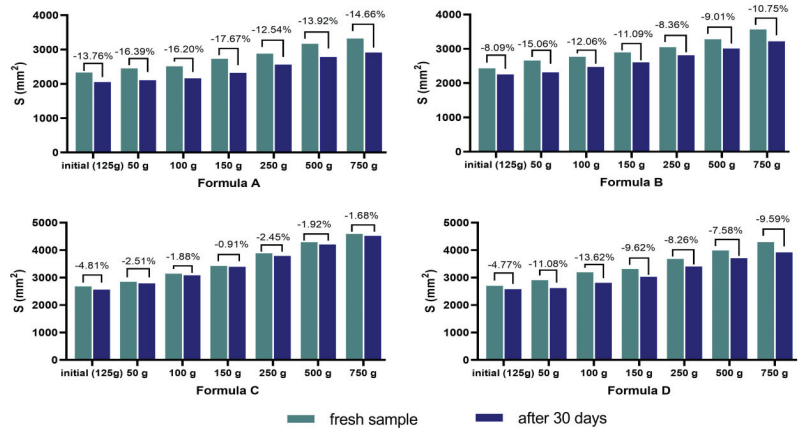 -13.76% -16.39% -16.20% -17.67% -12.54% -13.92% -14.66%
S (mm²)
4000
3000
2000
1000
0
initial (125g) 50 g 100 g 150 g 250 g 500 g 750 g
Formula A
-8.09% -15.06% -12.06% -11.09% -8.36% -9.01% -10.75%
S (mm²)
4000
3000
2000
1000
0
initial (125g) 50 g 100 g 150 g 250 g 500 g 750 g
Formula B
-4.81% -2.51% -1.88% -0.91% -2.45% -1.92% -1.68%
S (mm²)
5000
4000
3000
2000
1000
0
initial (125g) 50 g 100 g 150 g 250 g 500 g 750 g
Formula C
-4.77% -11.08% -13.62% -9.62% -8.26% -7.58% -9.59%
S (mm²)
5000
4000
3000
2000
1000
0
initial (125g) 50 g 100 g 150 g 250 g 500 g 750 g
Formula D
fresh sample after 30 days